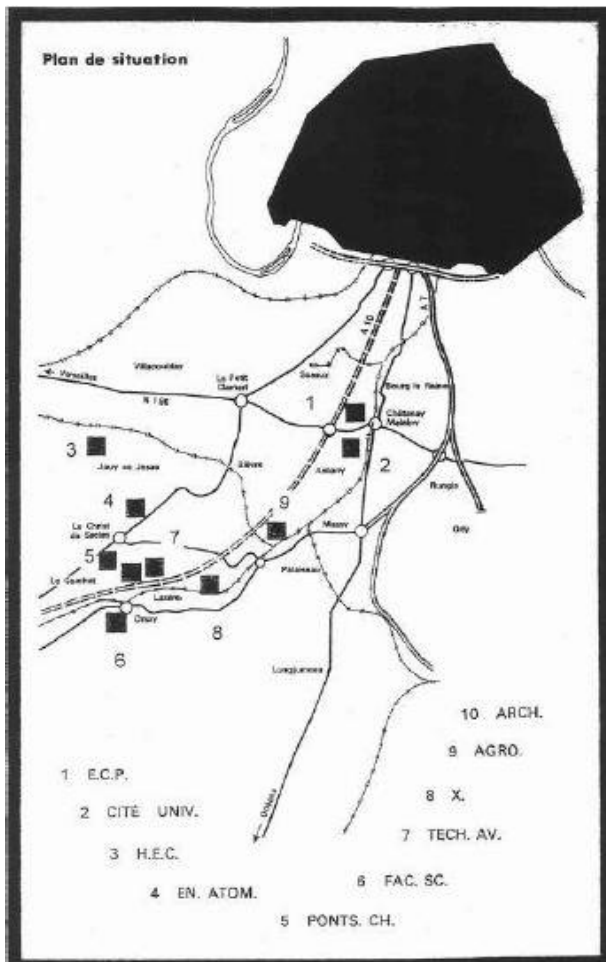 Plan de situation
A 10
A 7
Villacoublay
Versailles
Le Petit Clamart
Sceaux
Bourg la Reine
1
Châtenay Malabry
3
Jouy en Josas
Bièvre
Antony
2
Rungis
4
9
Le Christ de Saclay
7
Massy
Orly
5
Palaiseau
Le Guichet
Lozère
8
Orsay
6
Longjumeau
Orléans
10 ARCH.
9 AGRO.
1 E.C.P.
8 X.
2 CITÉ UNIV.
7 TECH. AV.
3 H.E.C.
6 FAC. SC.
4 EN. ATOM.
5 PONTS. CH.